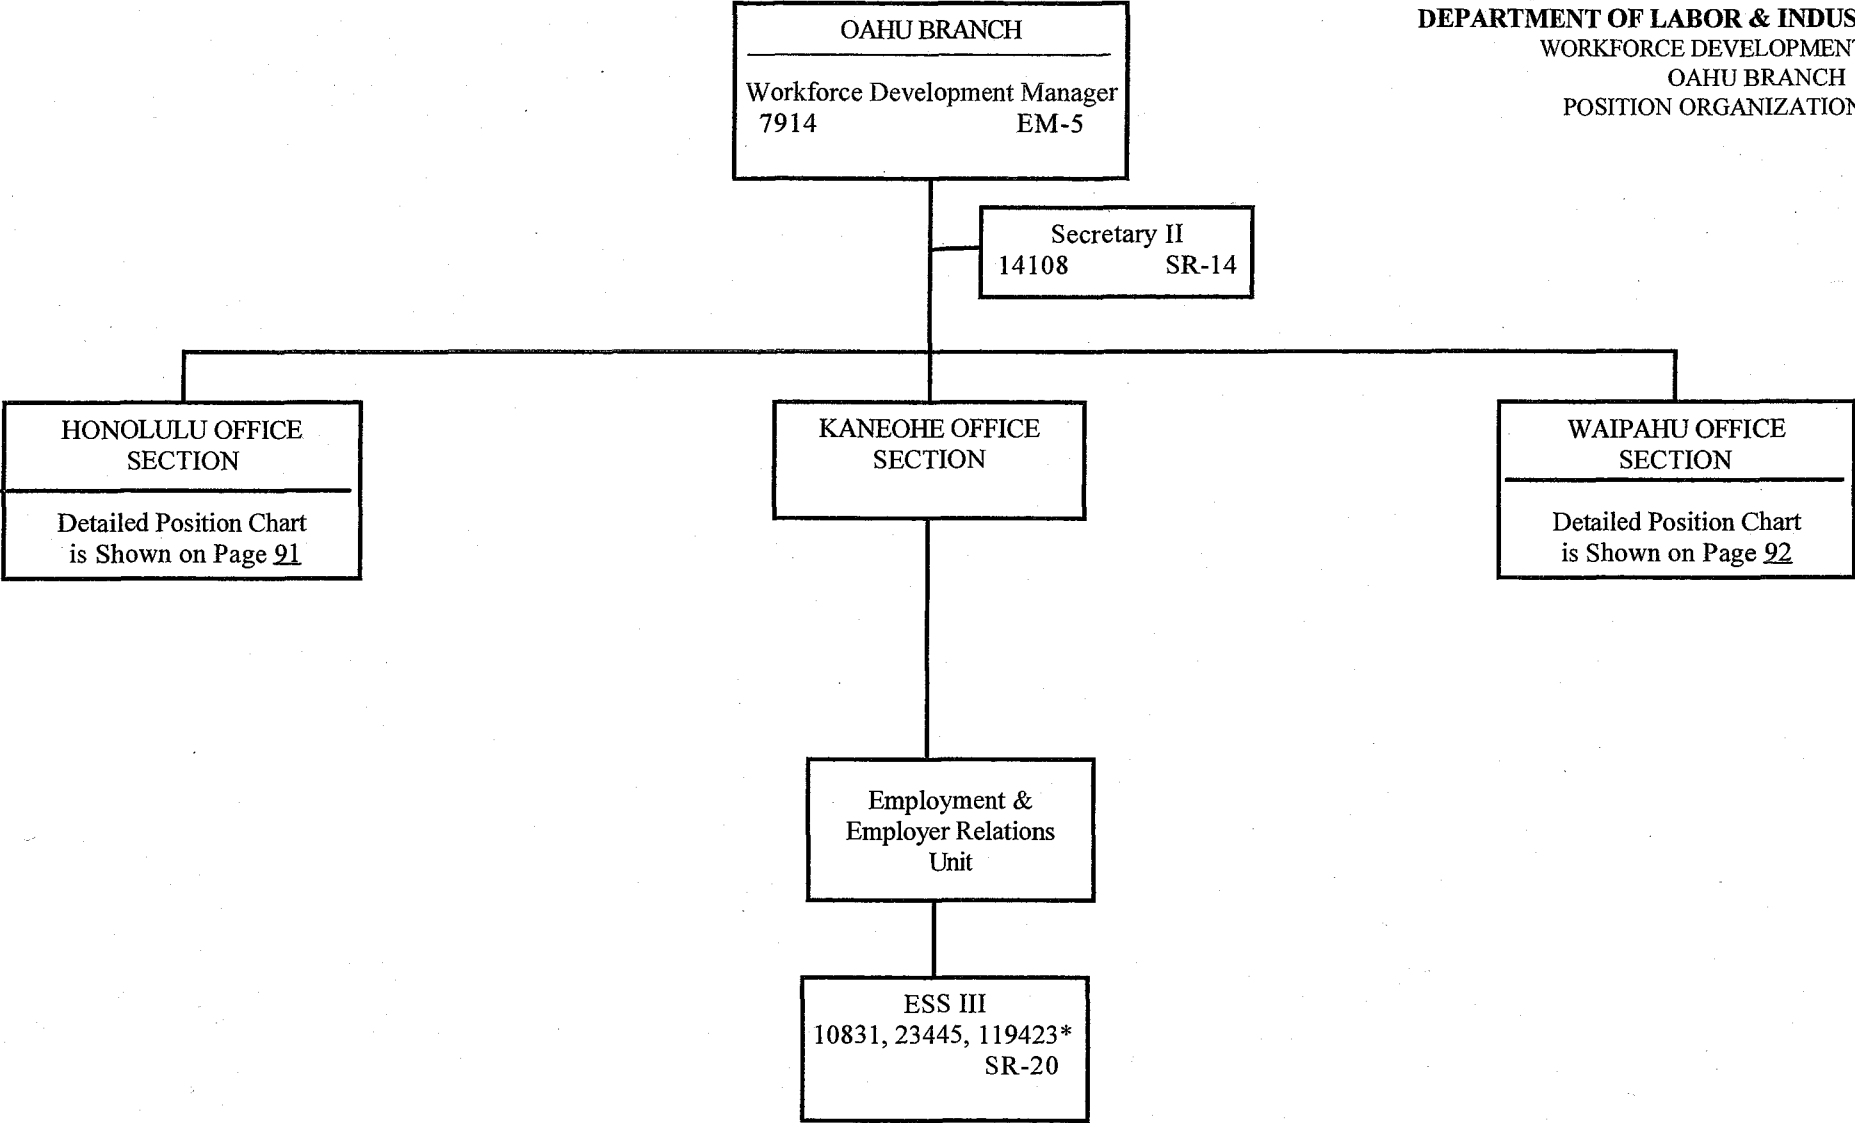 DEPARTMENT OF LABOR & INDUS
WORKFORCE DEVELOPMENT
OAHU BRANCH
POSITION ORGANIZATION
OAHU BRANCH
Workforce Development Manager
7914 EM-5
Secretary II
14108 SR-14
HONOLULU OFFICE
SECTION
Detailed Position Chart
is Shown on Page 91
KANEOHE OFFICE
SECTION
WAIPAHU OFFICE
SECTION
Detailed Position Chart
is Shown on Page 92
Employment &
Employer Relations
Unit
ESS III
10831, 23445, 119423*
SR-20